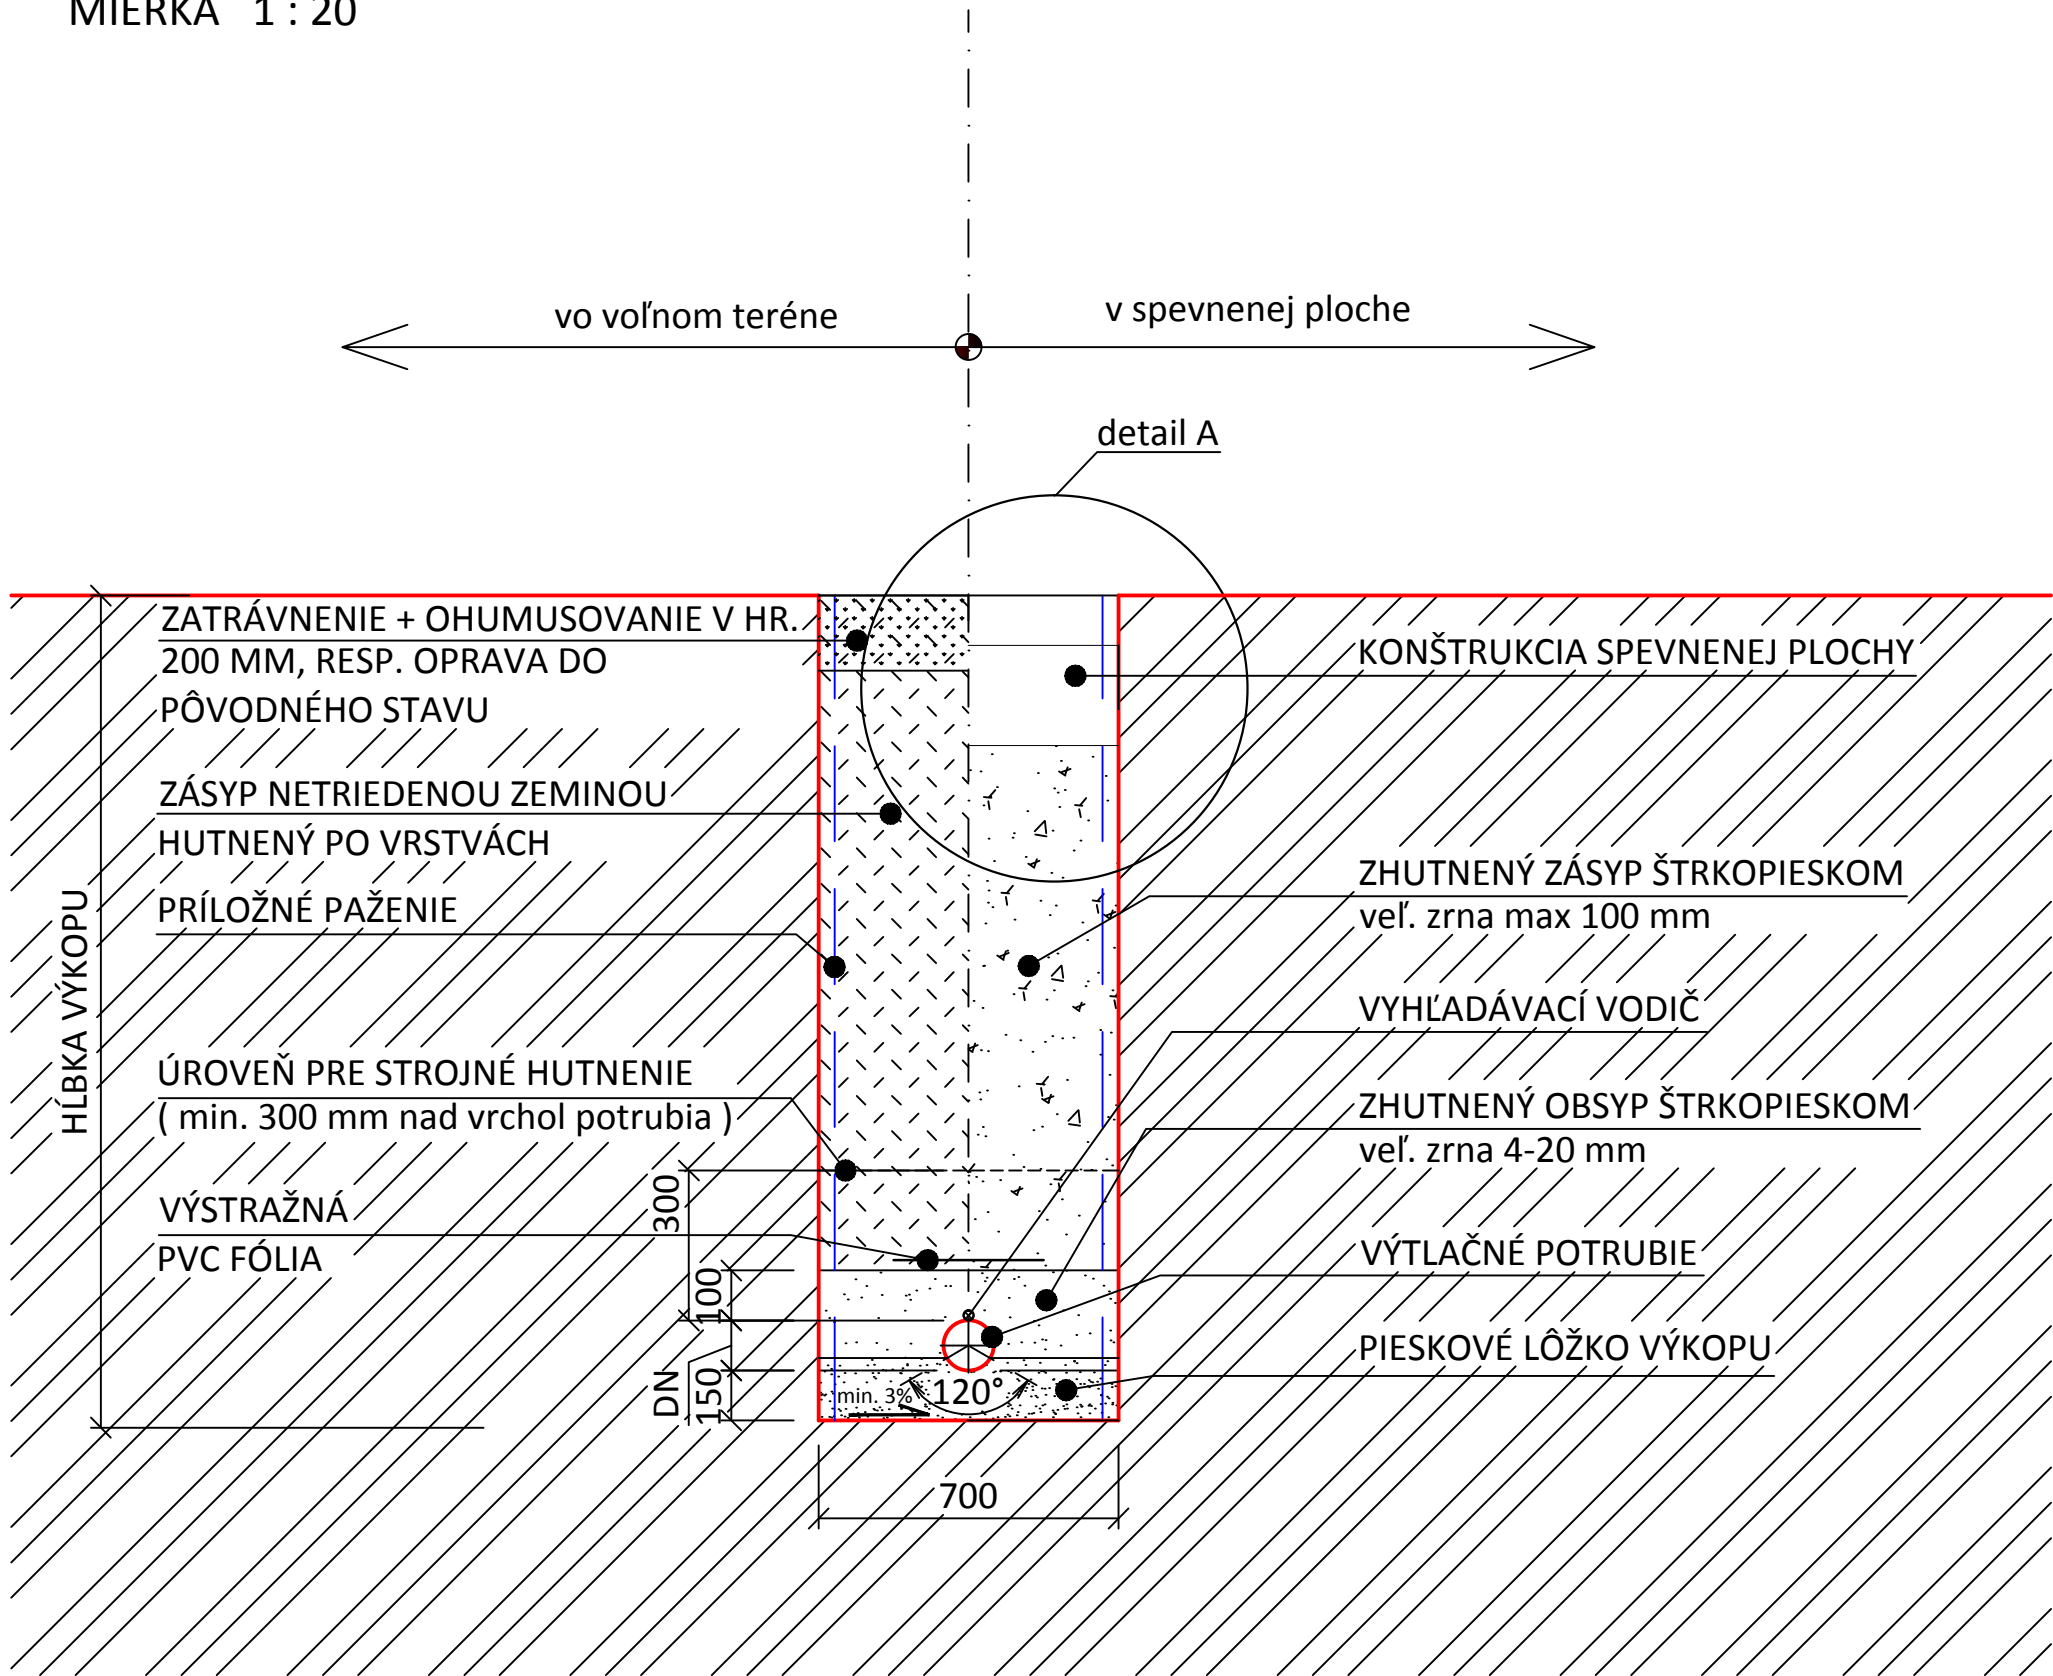 MIERKA 1 : 20
vo voľnom teréne
v spevnenej ploche
detail A
ZATRÁVNENIE + OHUMUSOVANIE V HR.
200 MM, RESP. OPRAVA DO
PÔVODNÉHO STAVU
ZÁSYP NETRIEDENOU ZEMINOU
HUTNENÝ PO VRSTVÁCH
PRÍLOŽNÉ PAŽENIE
HĹBKA VÝKOPU
ÚROVEŇ PRE STROJNÉ HUTNENIE
( min. 300 mm nad vrchol potrubia )
VÝSTRAŽNÁ
PVC FÓLIA
300
100
DN
150
min. 3%
120°
700
KONŠTRUKCIA SPEVNENEJ PLOCHY
ZHUTNENÝ ZÁSYP ŠTRKOPIESKOM
veľ. zrna max 100 mm
VYHĽADÁVACÍ VODIČ
ZHUTNENÝ OBSYP ŠTRKOPIESKOM
veľ. zrna 4-20 mm
VÝTLAČNÉ POTRUBIE
PIESKOVÉ LÔŽKO VÝKOPU